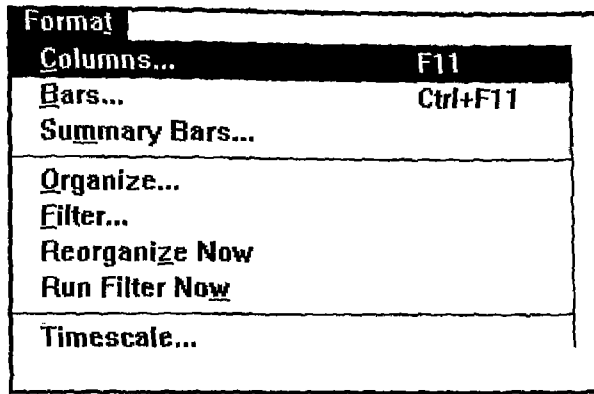 Format
Columns... F11
Bars... Ctrl+F11
Summary Bars...
Organize...
Filter...
Reorganize Now
Run Filter Now
Timescale...